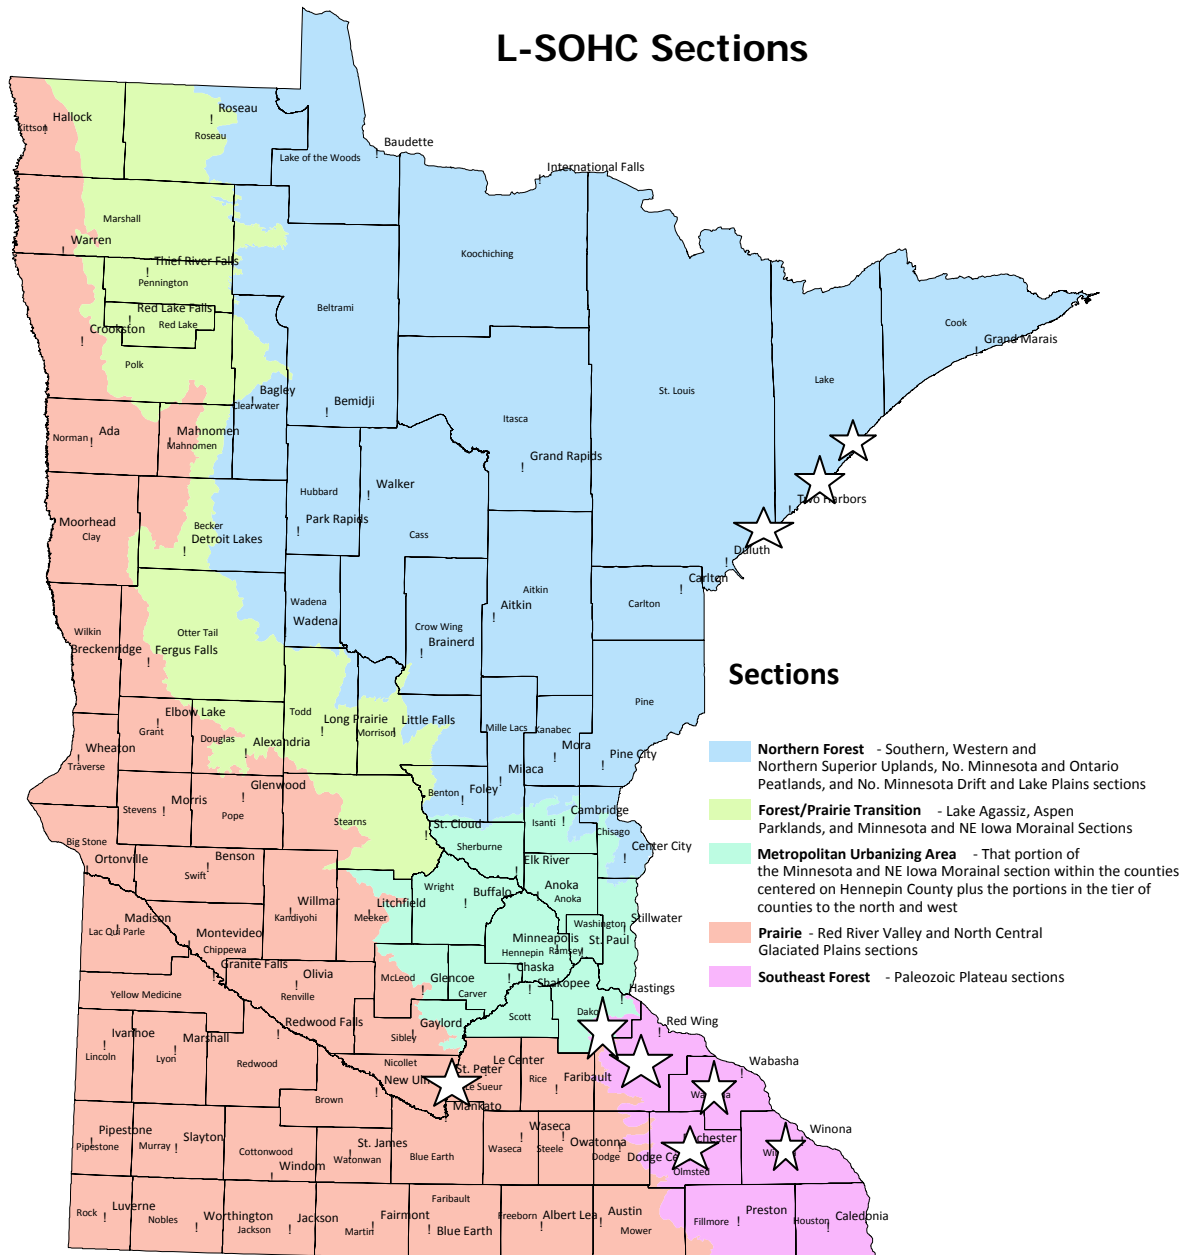 L-SOHC Sections
Hallock
Kittson
Roseau
Roseau
Lake of the Woods
Baudette
International Falls
Marshall
Warren
Koochiching
Thief River Falls
Pennington
Red Lake Falls
Red Lake
Crookston
Polk
Beltrami
Cook
Grand Marais
Lake
St. Louis
Bagley
Clearwater
Bemidji
Itasca
Grand Rapids
Norman
Ada
Mahnomen
Mahnomen
Hubbard
Walker
Park Rapids
Cass
Two Harbors
Moorhead
Clay
Becker
Detroit Lakes
Duluth
Carlton
Carlton
Aitkin
Aitkin
Wadena
Wadena
Crow Wing
Brainerd
Wilkin
Breckenridge
Otter Tail
Fergus Falls
Pine
Sections
Elbow Lake
Grant
Douglas
Alexandria
Todd
Long Prairie
Morrison
Little Falls
Mille Lacs
Kanabec
Mora
Pine City
Milaca
Wheaton
Traverse
Northern Forest - Southern, Western and
Northern Superior Uplands, No. Minnesota and Ontario
Peatlands, and No. Minnesota Drift and Lake Plains sections
Forest/Prairie Transition - Lake Agassiz, Aspen
Parklands, and Minnesota and NE Iowa Morainal Sections
Metropolitan Urbanizing Area - That portion of
the Minnesota and NE Iowa Morainal section within the counties
centered on Hennepin County plus the portions in the tier of
counties to the north and west
Prairie - Red River Valley and North Central
Glaciated Plains sections
Southeast Forest - Paleozoic Plateau sections
Stevens
Morris
Glenwood
Pope
Stearns
Benton
Foley
St. Cloud
Isanti
Cambridge
Chisago
Center City
Sherburne
Elk River
Big Stone
Ortonville
Benson
Swift
Wright
Buffalo
Anoka
Anoka
Willmar
Kandiyohi
Litchfield
Meeker
Madison
Lac Qui Parle
Montevideo
Chippewa
Granite Falls
Washington
Stillwater
Minneapolis
Hennepin
Ramsey
St. Paul
Chaska
Shakopee
Olivia
Renville
McLeod
Glencoe
Carver
Scott
Hastings
Yellow Medicine
Redwood Falls
Sibley
Gaylord
Red Wing
Ivanhoe
Lincoln
Marshall
Lyon
Redwood
Nicollet
St. Peter
Le Center
Le Sueur
Rice
Faribault
Wabasha
Brown
Mankato
Pipestone
Pipestone
Murray
Slayton
Cottonwood
Windom
St. James
Watonwan
Blue Earth
Waseca
Waseca
Steele
Owatonna
Dodge
Olmsted
Winona
Rock
Luverne
Nobles
Worthington
Jackson
Jackson
Martin
Fairmont
Faribault
Blue Earth
Freeborn
Albert Lea
Austin
Mower
Fillmore
Preston
Houston
Caledonia